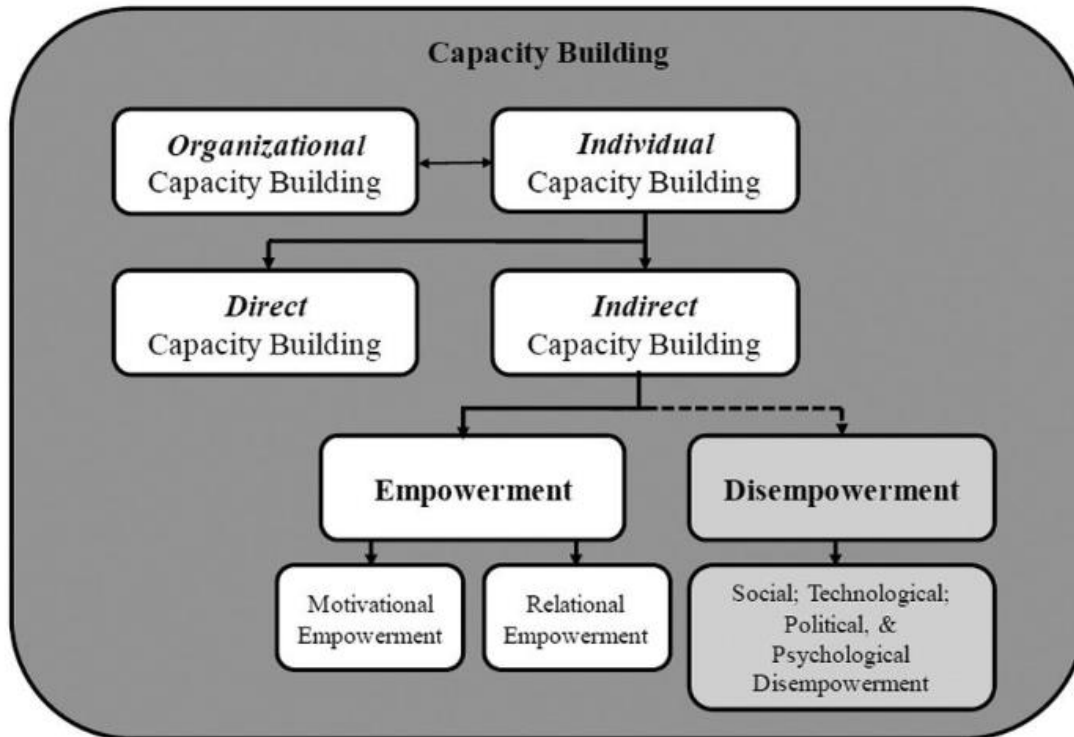 Capacity Building
Organizational
Capacity Building
Individual
Capacity Building
Direct
Capacity Building
Indirect
Capacity Building
Empowerment
Disempowerment
Motivational
Empowerment
Relational
Empowerment
Social; Technological;
Political, &
Psychological
Disempowerment